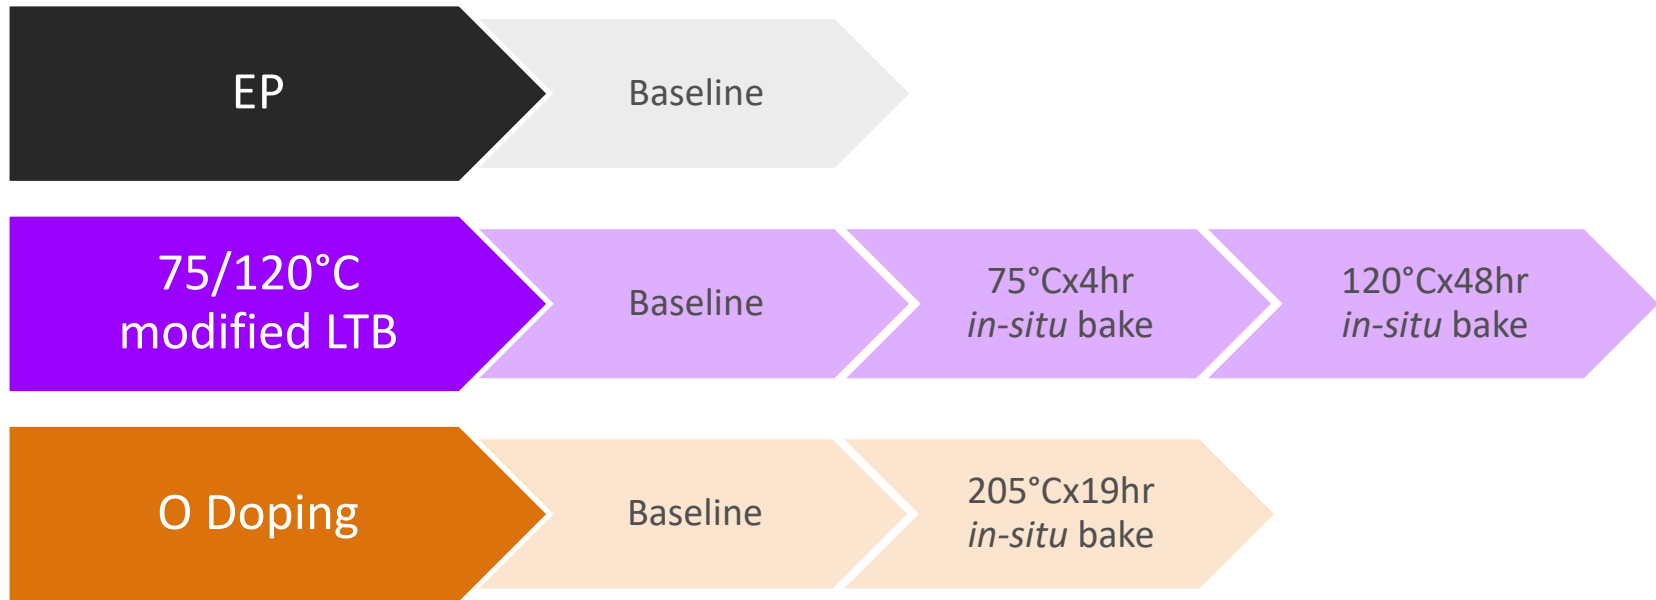 EP
Baseline
75/120°C
modified LTB
Baseline
75°Cx4hr
in-situ bake
120°Cx48hr
in-situ bake
O Doping
Baseline
205°Cx19hr
in-situ bake